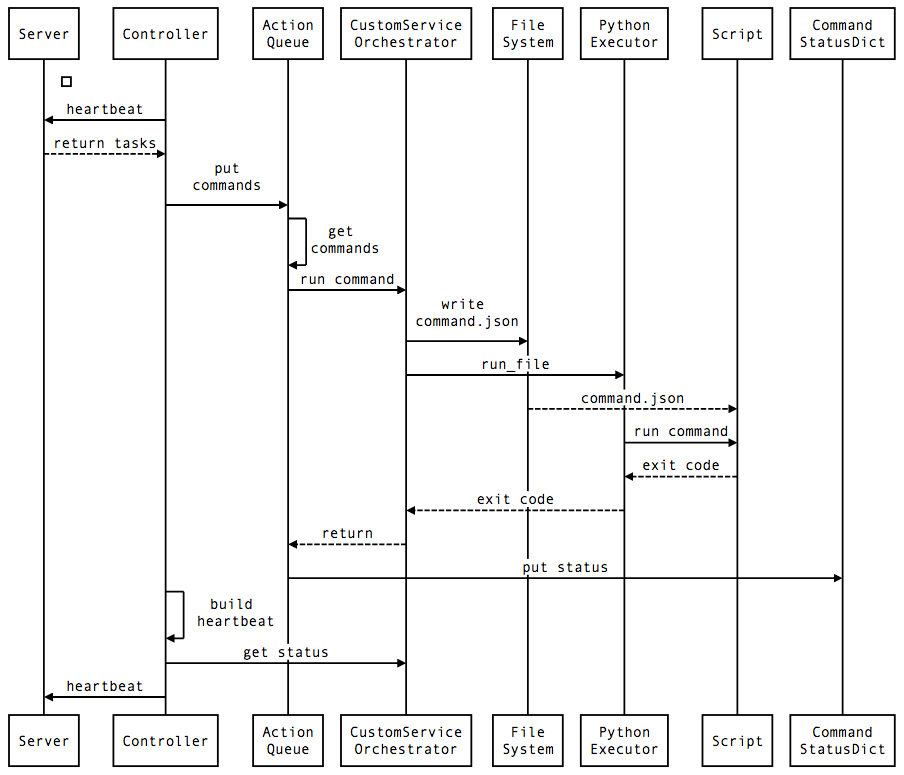 Server
Controller
Action
Queue
CustomService
Orchestrator
File
System
Python
Executor
Script
Command
StatusDict
heartbeat
return tasks
put
commands
get
commands
run command
write
command.json
run_file
command.json
run command
exit code
exit code
return
put status
build
heartbeat
get status
heartbeat
Server
Controller
Action
Queue
CustomService
Orchestrator
File
System
Python
Executor
Script
Command
StatusDict